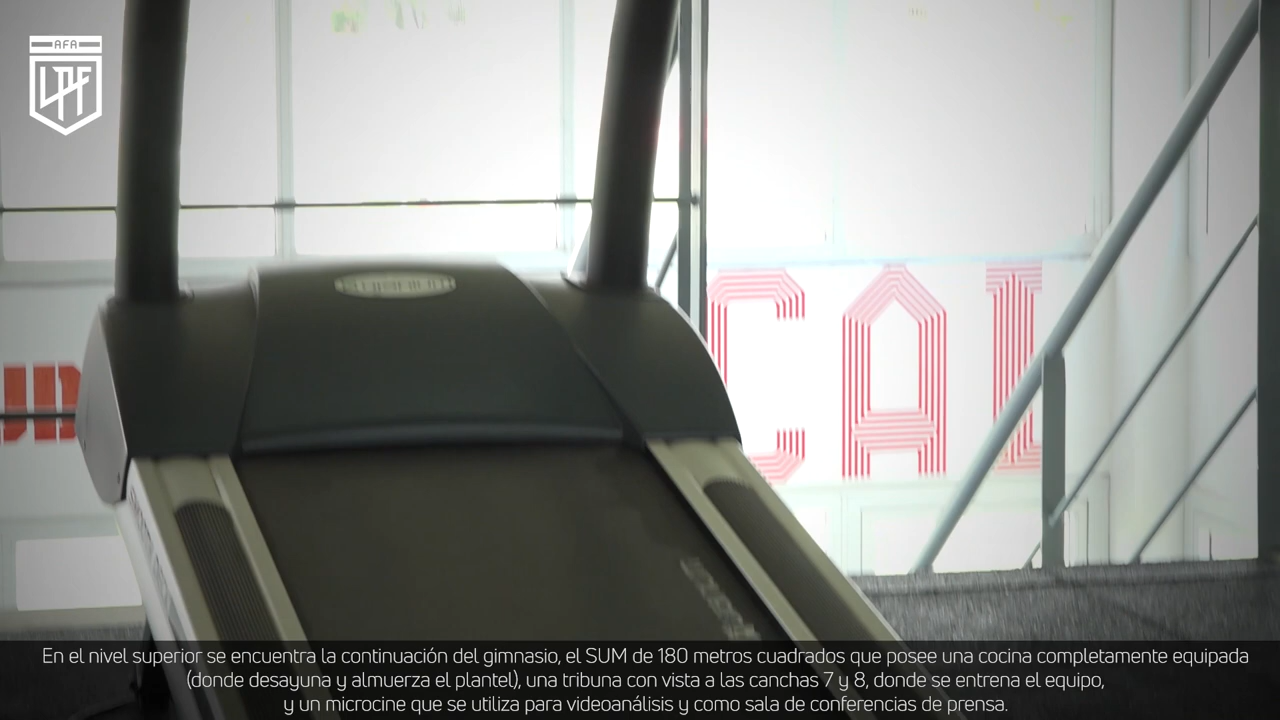 AFA
LPF
CAI
En el nivel superior se encuentra la continuación del gimnasio, el SUM de 180 metros cuadrados que posee una cocina completamente equipada
(donde desayuna y almuerza el plantel), una tribuna con vista a las canchas 7 y 8, donde se entrena el equipo,
y un microcine que se utiliza para videoanálisis y como sala de conferencias de prensa.